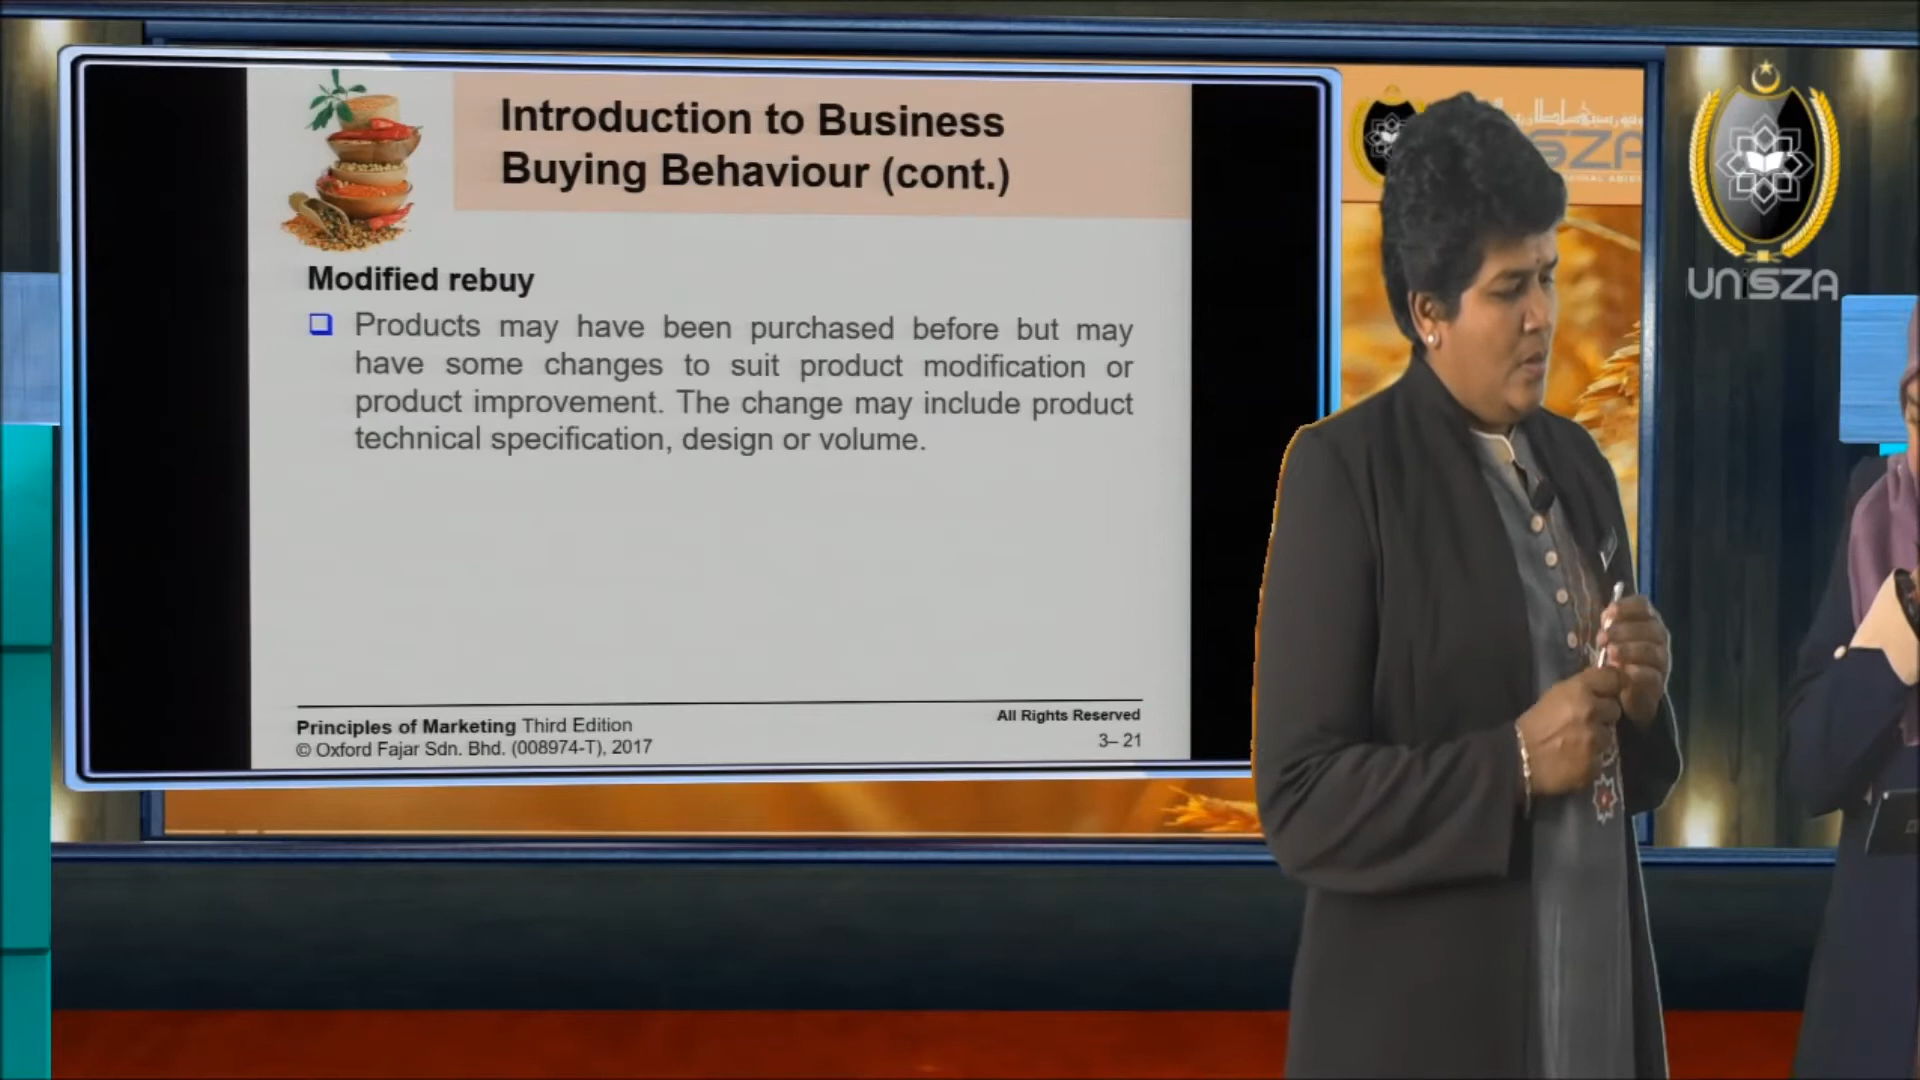 Introduction to Business
Buying Behaviour (cont.)
Modified rebuy
Products may have been purchased before but may
have some changes to suit product modification or
product improvement. The change may include product
technical specification, design or volume.
Principles of Marketing Third Edition
© Oxford Fajar Sdn. Bhd. (008974-T), 2017
All Rights Reserved
3– 21
UNiSZA